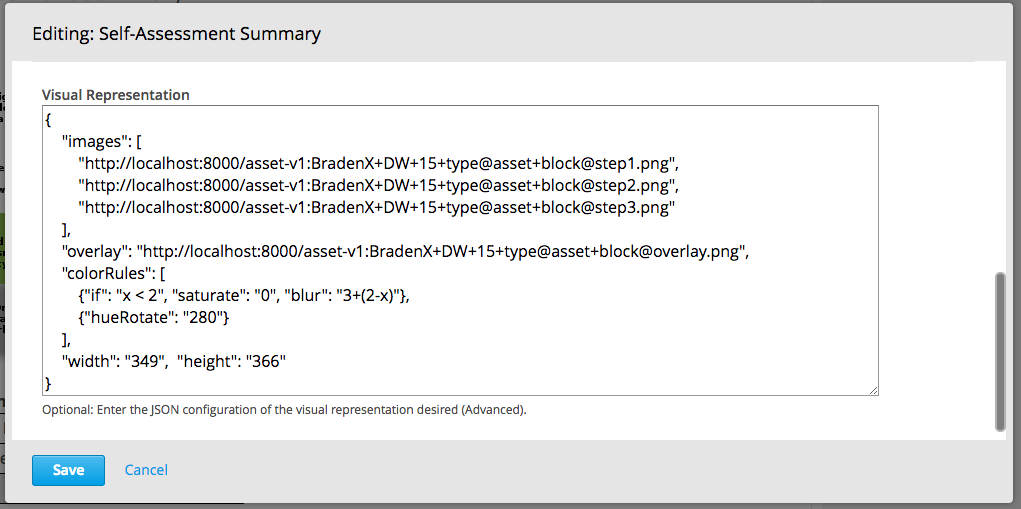 Editing: Self-Assessment Summary
Visual Representation
{
"images": [
"http://localhost:8000/asset-v1:BradenX+DW+15+type@asset+block@step1.png",
"http://localhost:8000/asset-v1:BradenX+DW+15+type@asset+block@step2.png",
"http://localhost:8000/asset-v1:BradenX+DW+15+type@asset+block@step3.png"
],
"overlay": "http://localhost:8000/asset-v1:BradenX+DW+15+type@asset+block@overlay.png",
"colorRules": [
{"if": "x < 2", "saturate": "0", "blur": "3+(2-x)"},
{"hueRotate": "280"}
],
"width": "349",  "height": "366"
}
Optional: Enter the JSON configuration of the visual representation desired (Advanced).
Save Cancel